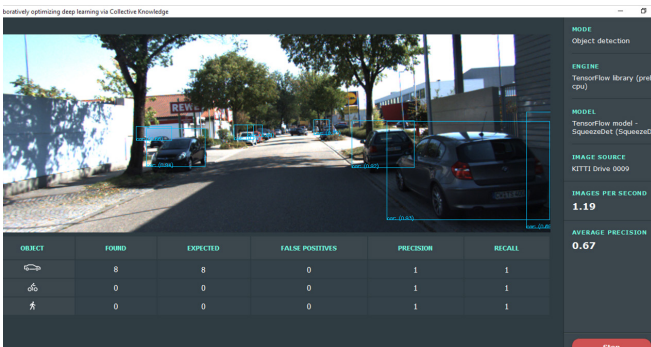 boratively optimizing deep learning via Collective Knowledge
MODE
Object detection
ENGINE
TensorFlow library (prel
cpu)
MODEL
TensorFlow model -
SqueezeDet (SqueezeD
IMAGE SOURCE
KITTI Drive 0009
IMAGES PER SECOND
1.19
AVERAGE PRECISION
0.67
REWE
OBJECT FOUND EXPECTED FALSE POSITIVES PRECISION RECALL
8 8 0 1 1
0 0 0 1 1
0 0 0 1 1
Stop